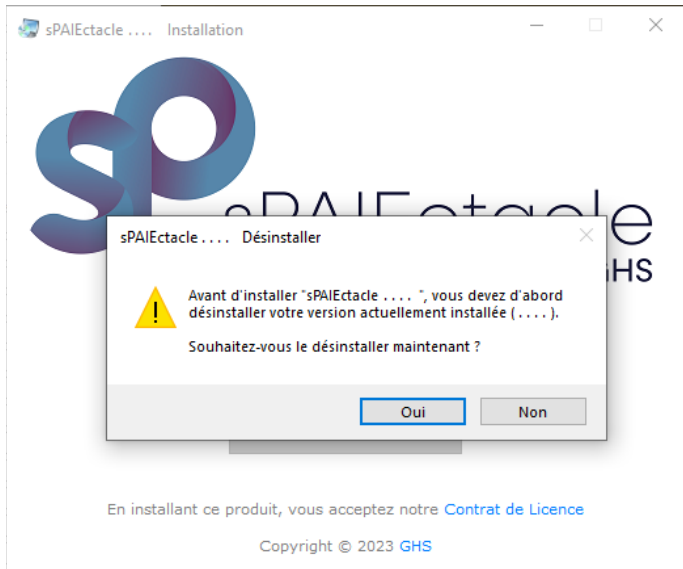 sPAIEctacle .... Installation
sP
sPAIEctacle
GHS
sPAIEctacle .... Désinstaller
Avant d'installer "sPAIEctacle .... ", vous devez d'abord
désinstaller votre version actuellement installée ( .... ).
Souhaitez-vous le désinstaller maintenant ?
Oui Non
En installant ce produit, vous acceptez notre Contrat de Licence
Copyright © 2023 GHS